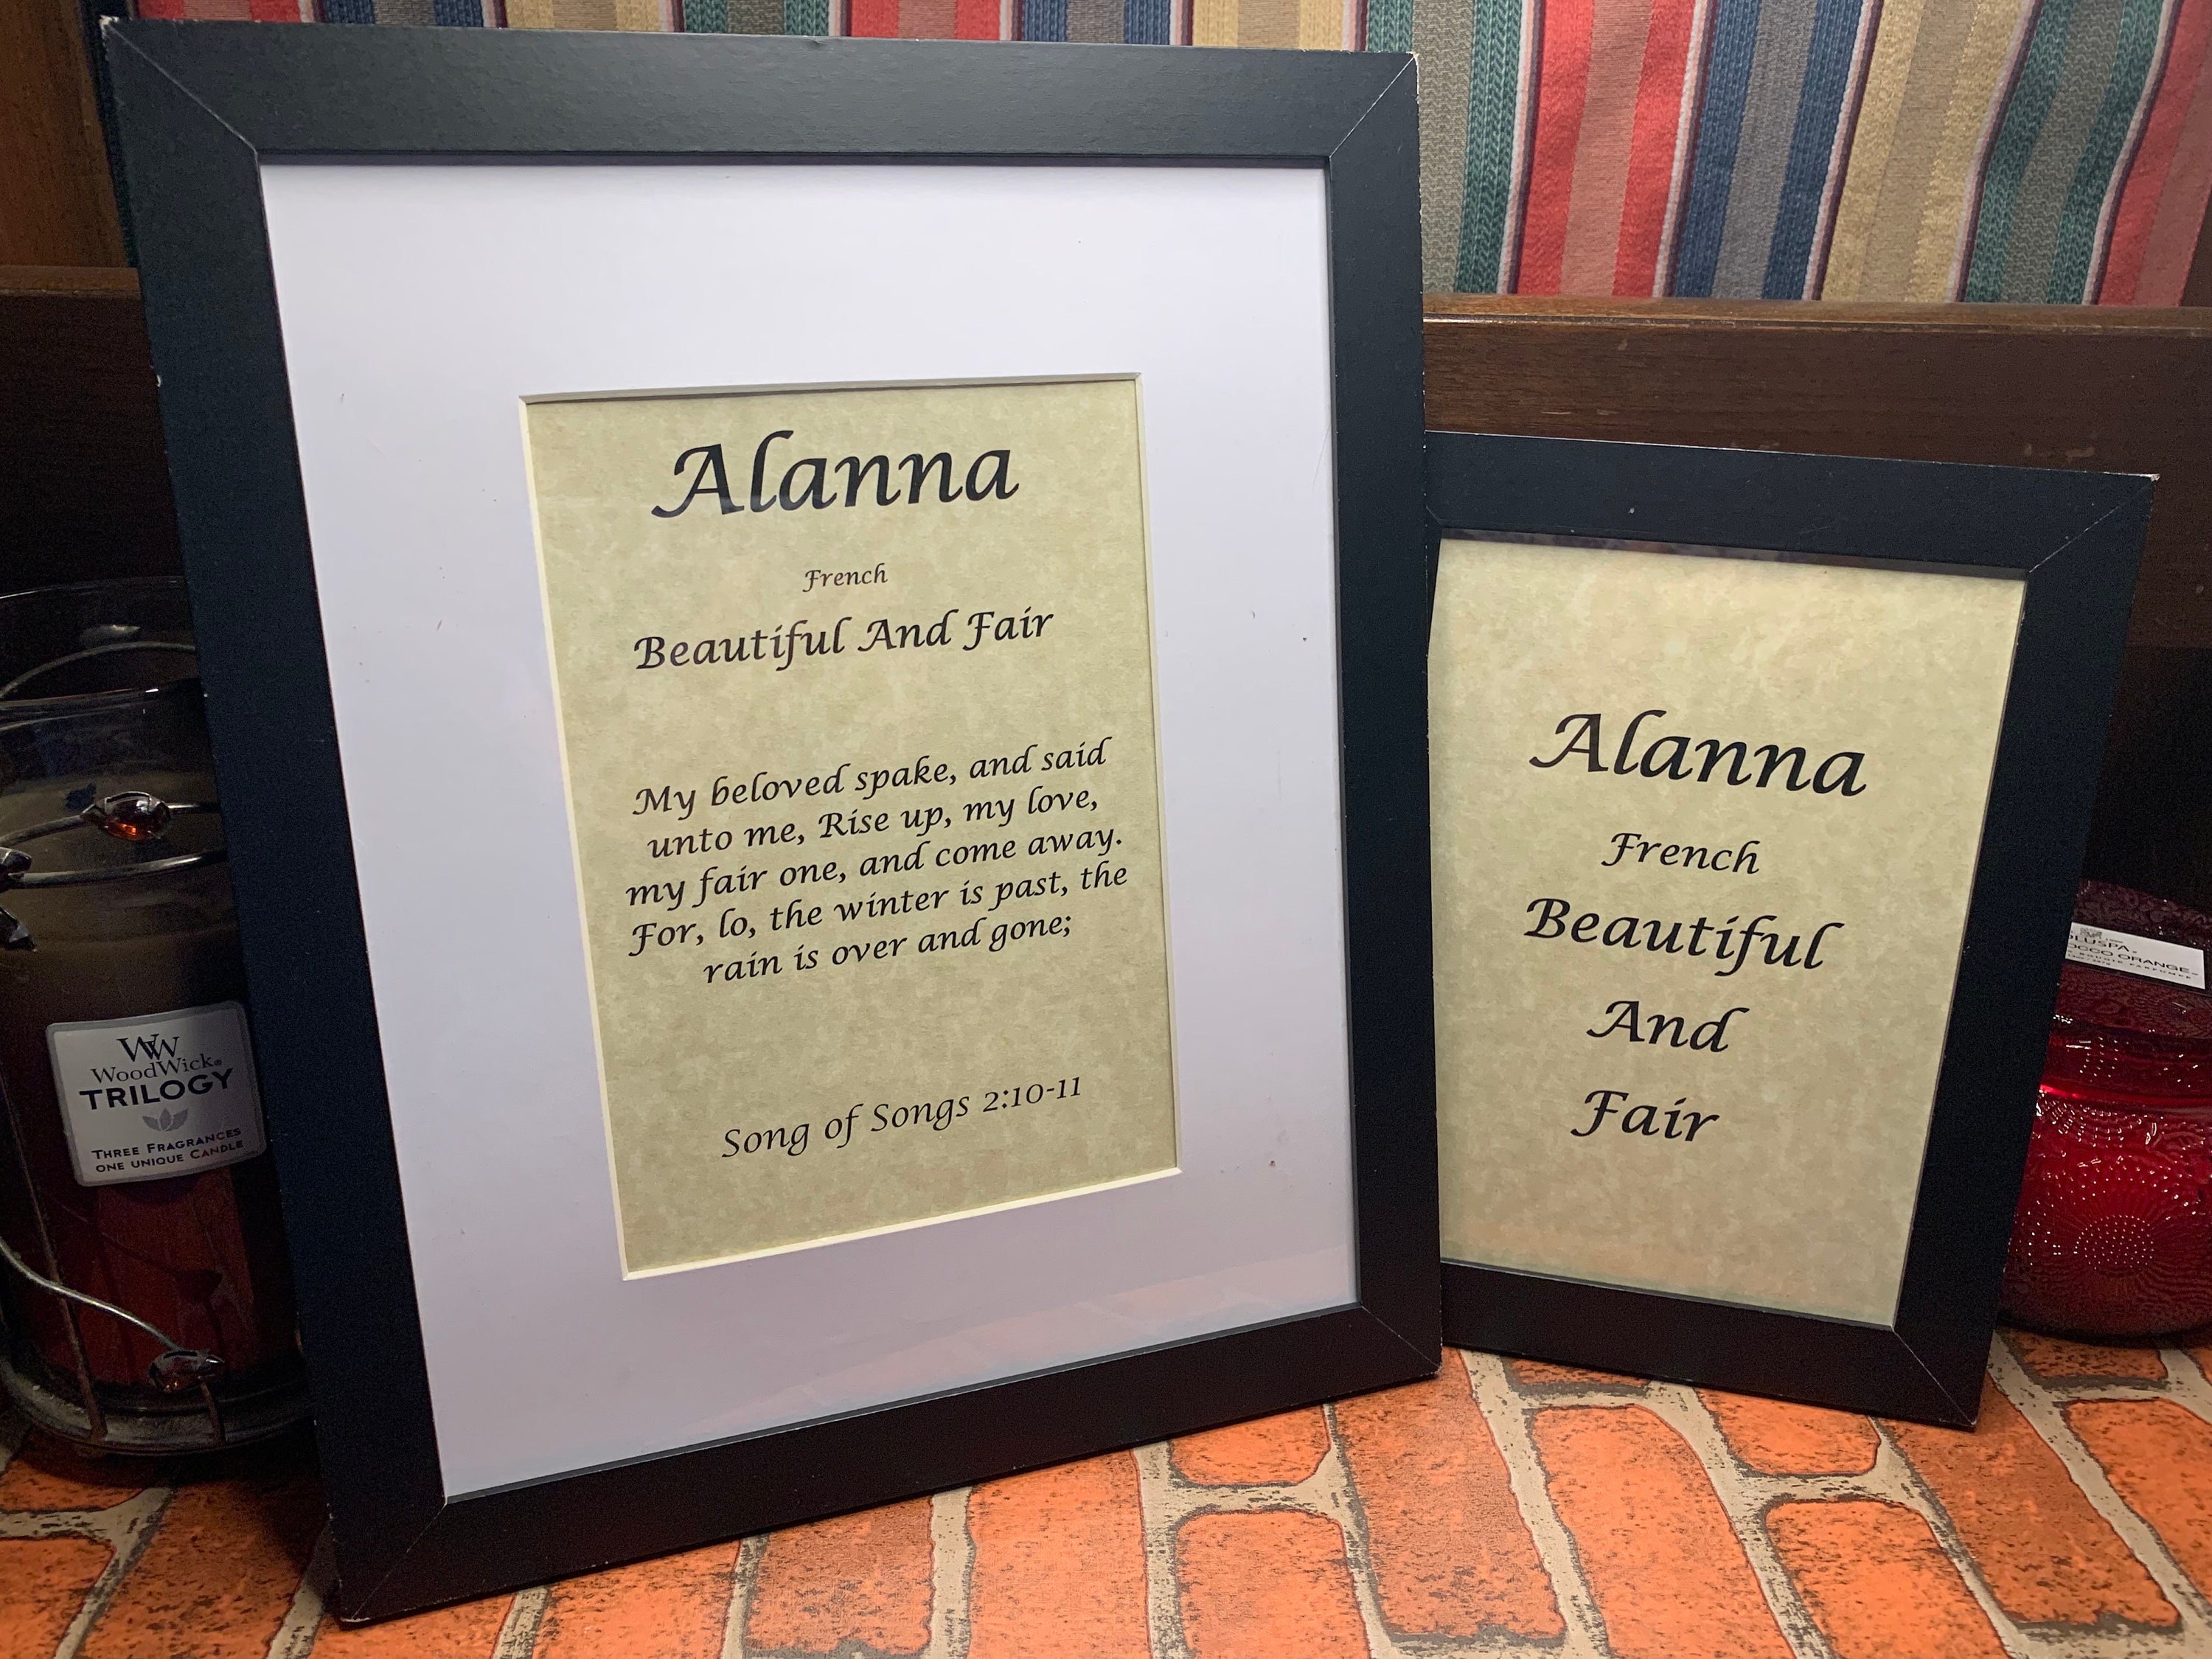 Alanna
French
Beautiful And Fair
My beloved spake, and said
unto me, Rise up, my love,
my fair one, and come away.
For, lo, the winter is past, the
rain is over and gone;
Song of Songs 2:10-11
Alanna
French
Beautiful
And
Fair
WW
WoodWick®
TRILOGY
THREE FRAGRANCES
ONE UNIQUE CANDLE
ORANGE